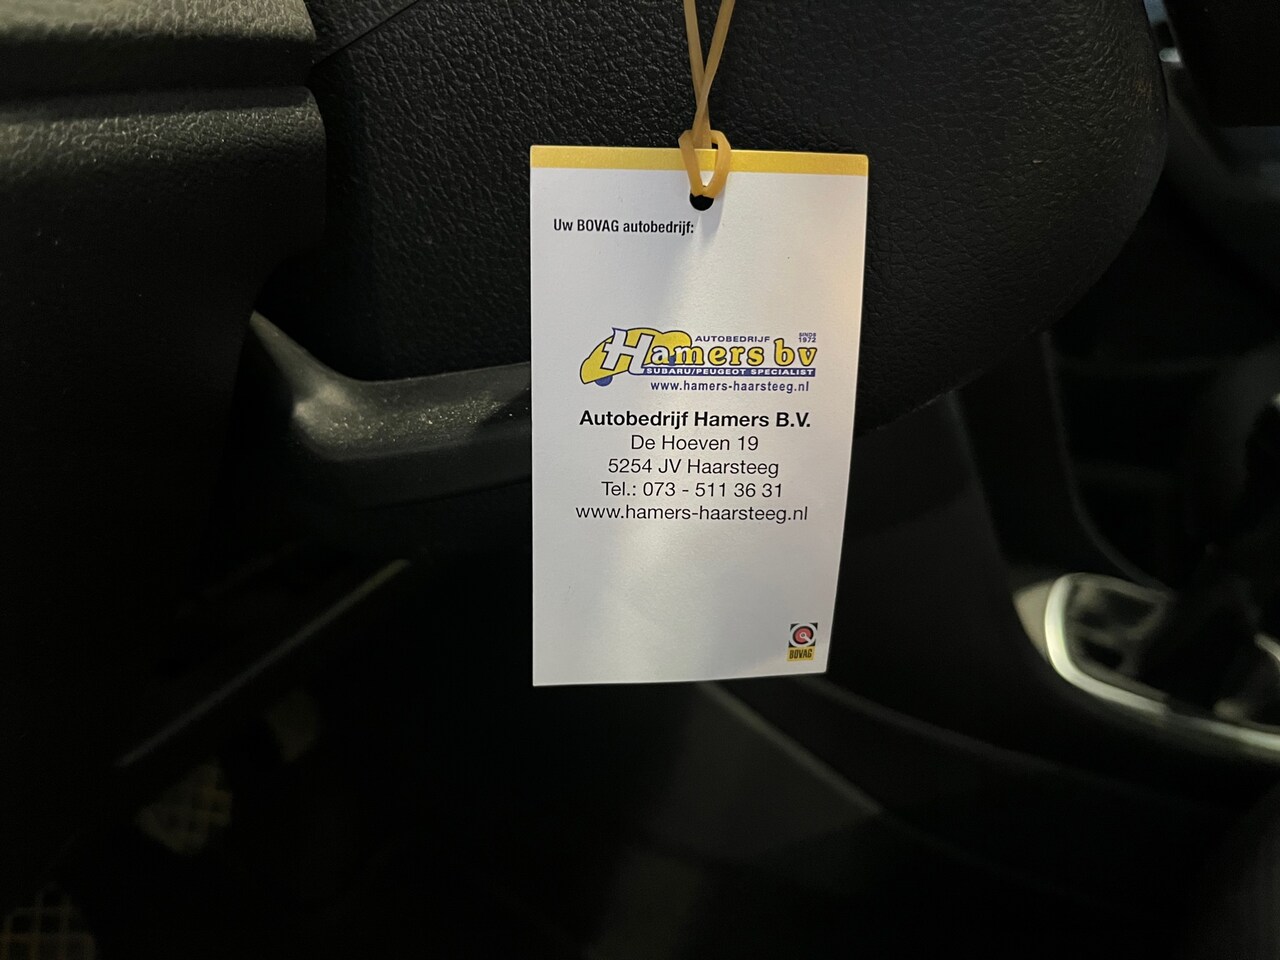 Uw BOVAG autobedrijf:
AUTOBEDRIJF SINDS 1972
Hamers bv
SUBARU/PEUGEOT SPECIALIST
www.hamers-haarsteeg.nl
Autobedrijf Hamers B.V.
De Hoeven 19
5254 JV Haarsteeg
Tel.: 073 - 511 36 31
www.hamers-haarsteeg.nl
BOVAG